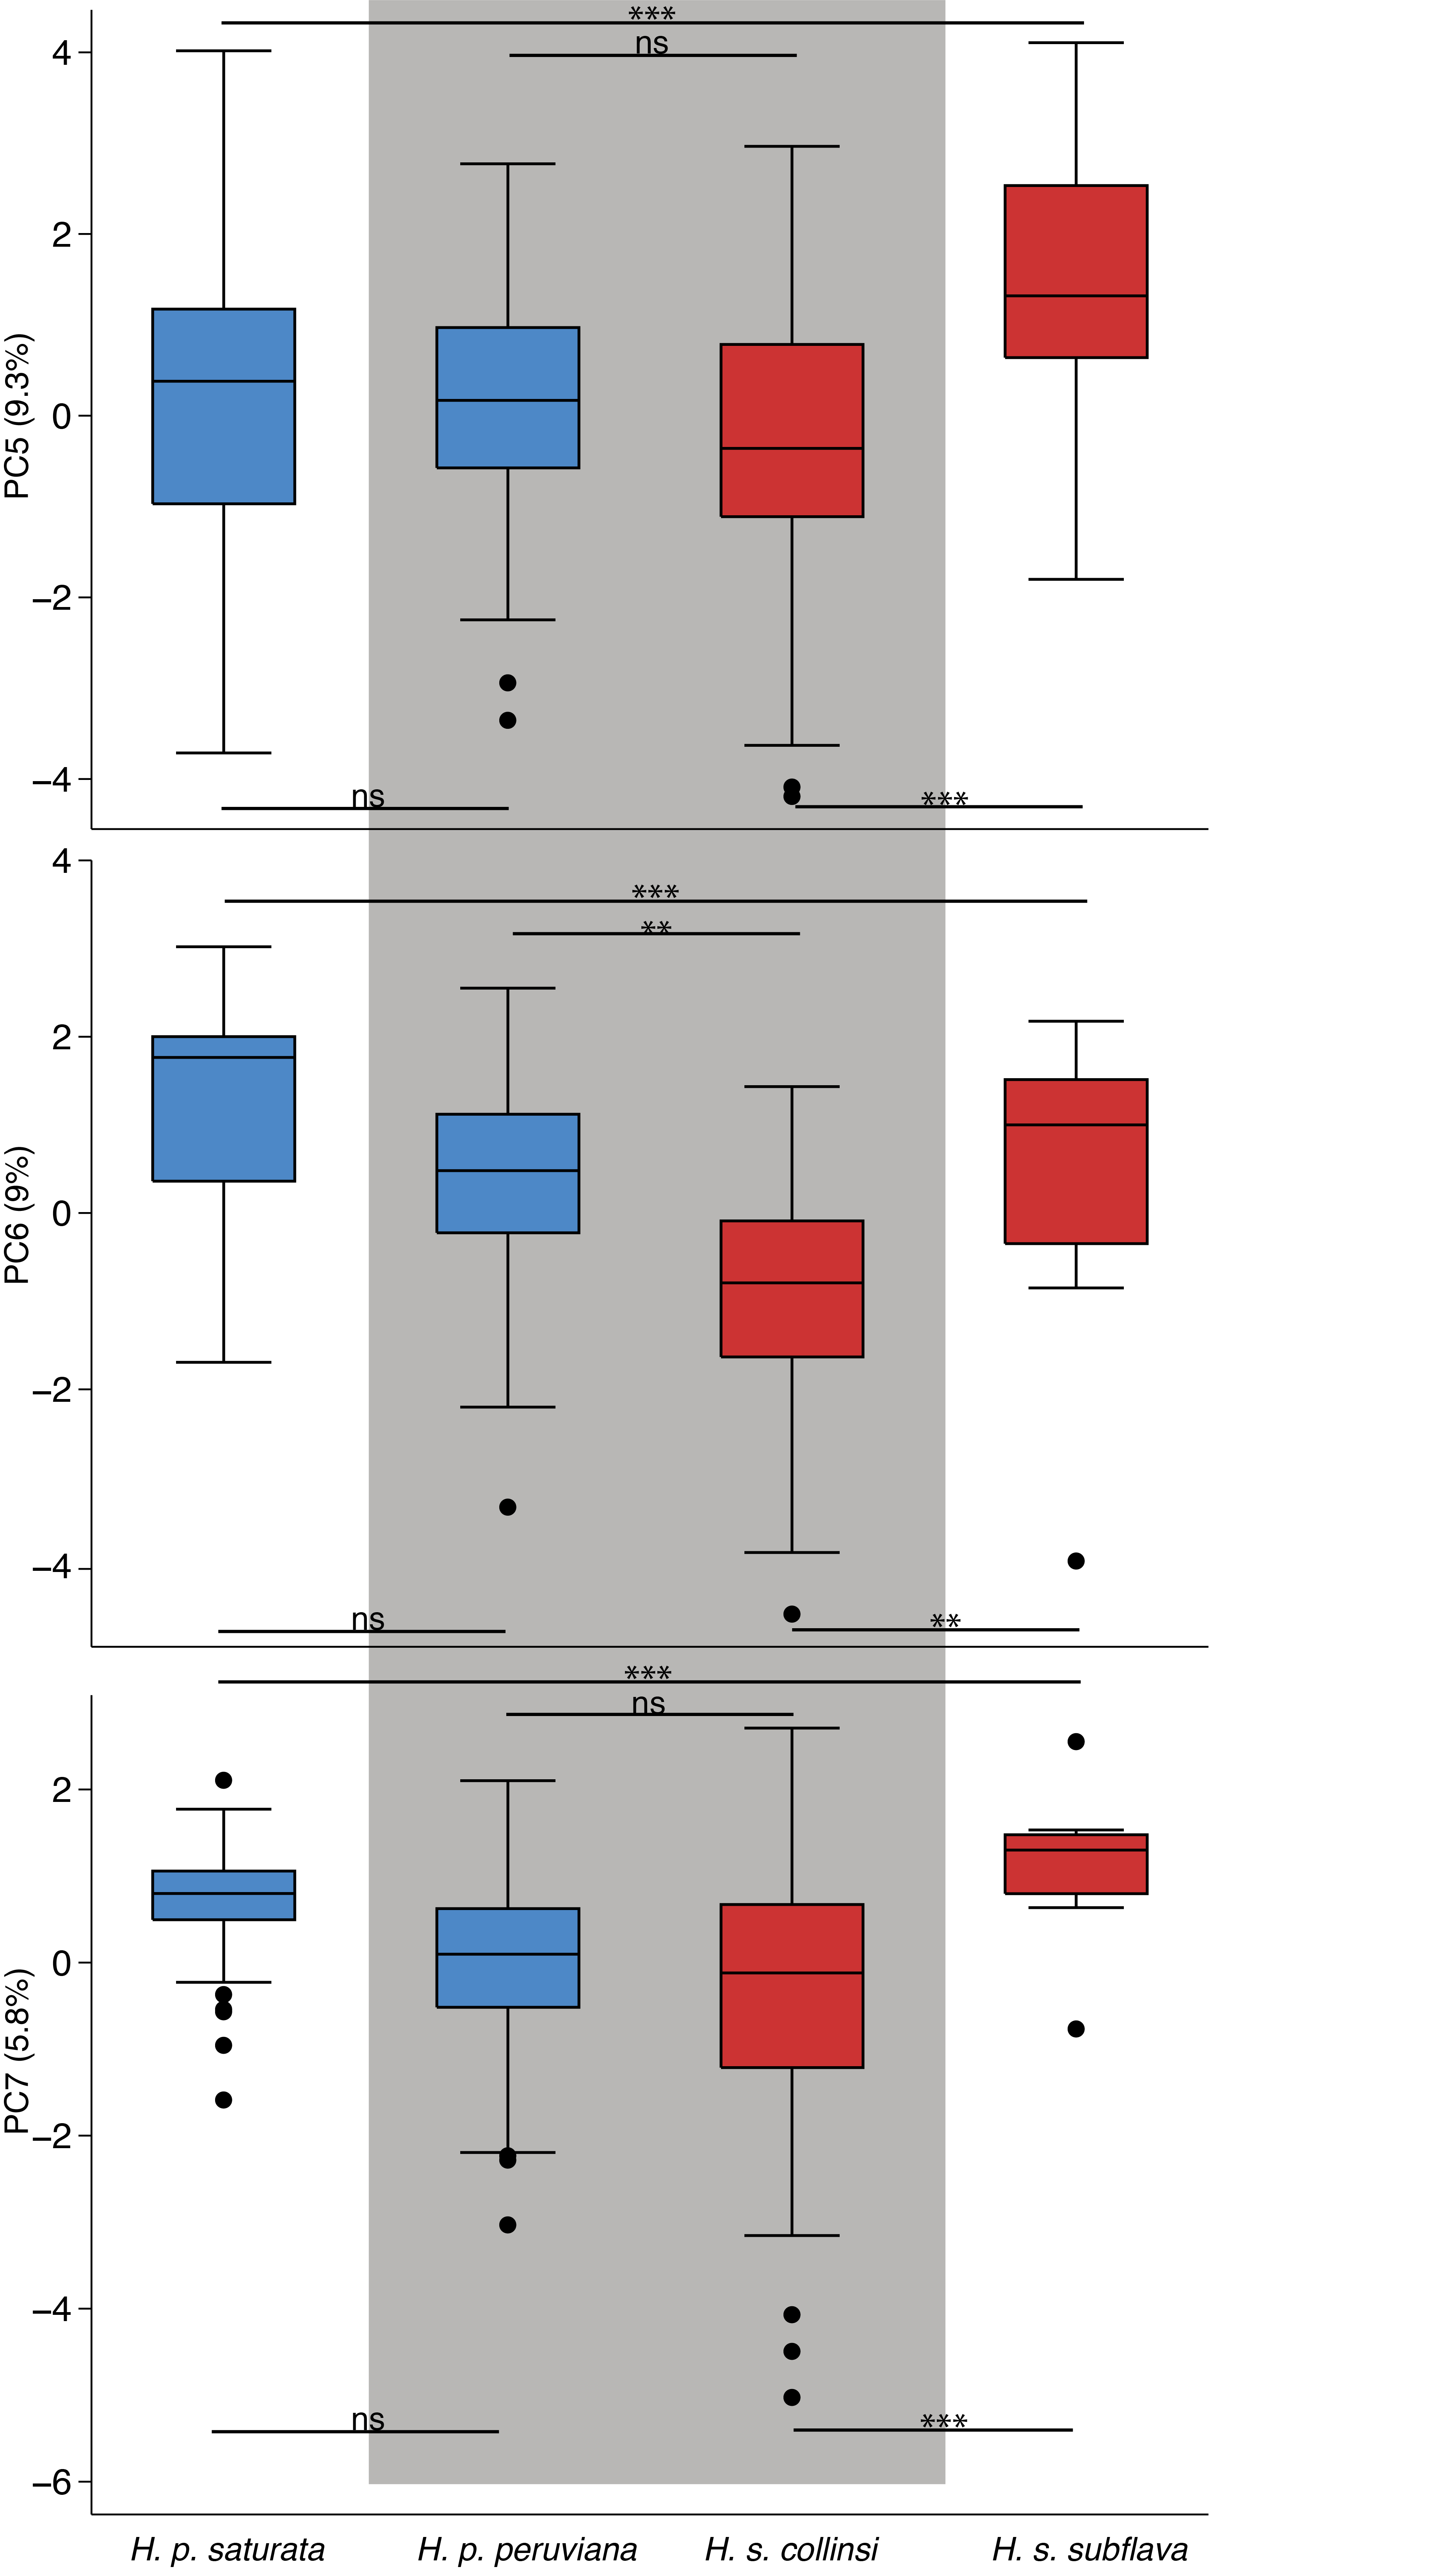 ***
ns
4
2
0
−2
−4
PC5 (9.3%)
ns
***
4
2
0
−2
−4
PC6 (9%)
***
**
ns
**
***
ns
2
0
−2
−4
−6
PC7 (5.8%)
ns
***
H. p. saturata
H. p. peruviana
H. s. collinsi
H. s. subflava